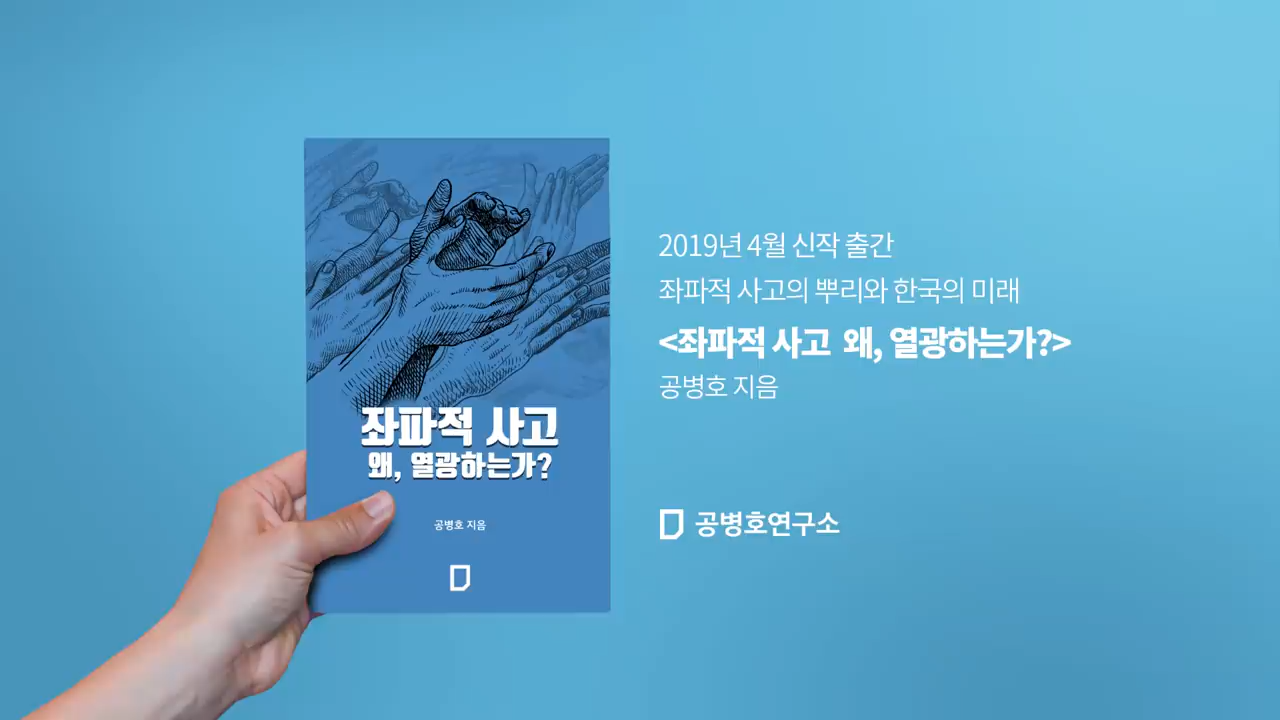 좌파적 사고
왜, 열광하는가?
공병호 지음
2019년 4월 신작 출간
좌파적 사고의 뿌리와 한국의 미래
<좌파적 사고 왜, 열광하는가?>
공병호 지음
공병호연구소